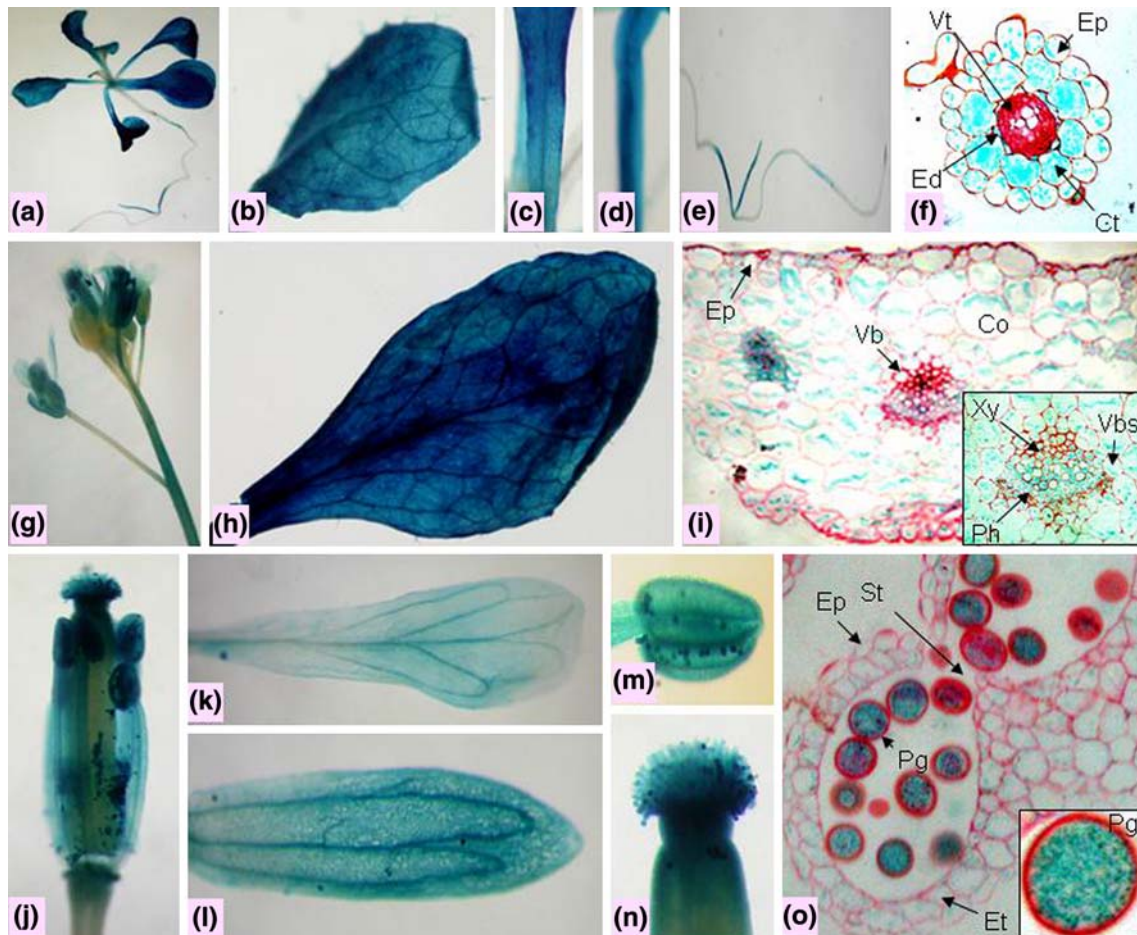 (a)
(b)
(c)
(d)
(e)
Vt
Ep
Ed
Ct
(f)
(g)
(h)
Ep
Co
Vb
Xy
Vbs
Ph
(i)
(j)
(k)
(l)
(m)
(n)
Ep
St
Pg
Pg
Et
(o)